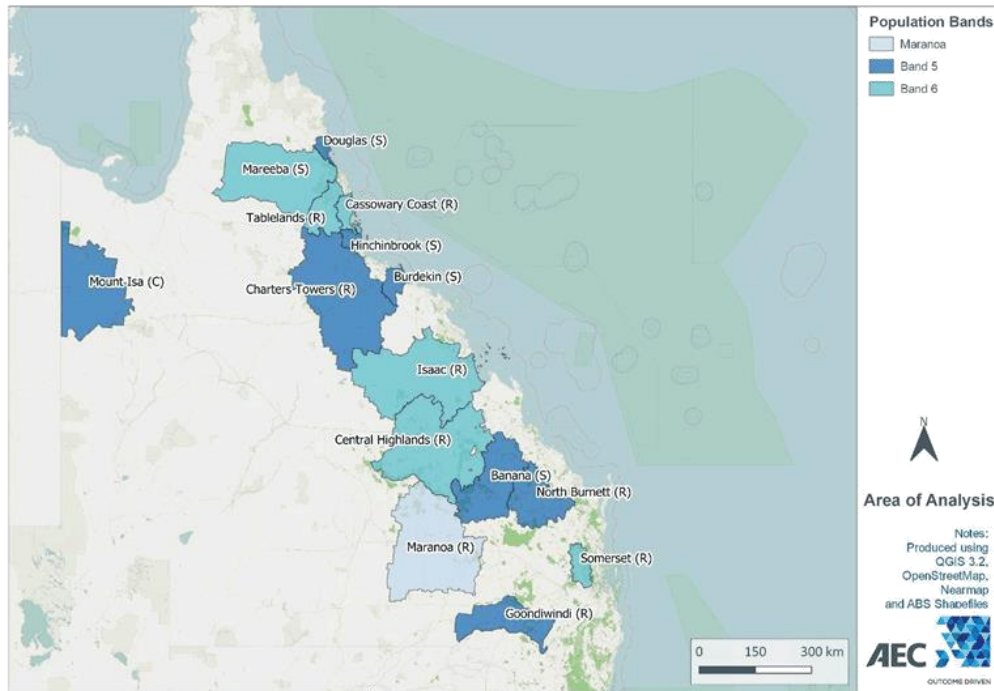 Population Bands
Maranoa
Band 5
Band 6
Douglas (S)
Mareeba (S)
Cassowary Coast (R)
Tablelands (R)
Hinchinbrook (S)
Burdekin (S)
Mount Isa (C)
Charters Towers (R)
Isaac (R)
Central Highlands (R)
Banana (S)
North Burnett (R)
Maranoa (R)
Somerset (R)
Goondiwindi (R)
N
Area of Analysis
Notes:
Produced using
QGIS 3.2,
OpenStreetMap,
Nearmap
and ABS Shapefiles
0 150 300 km
AEC
OUTCOME DRIVEN